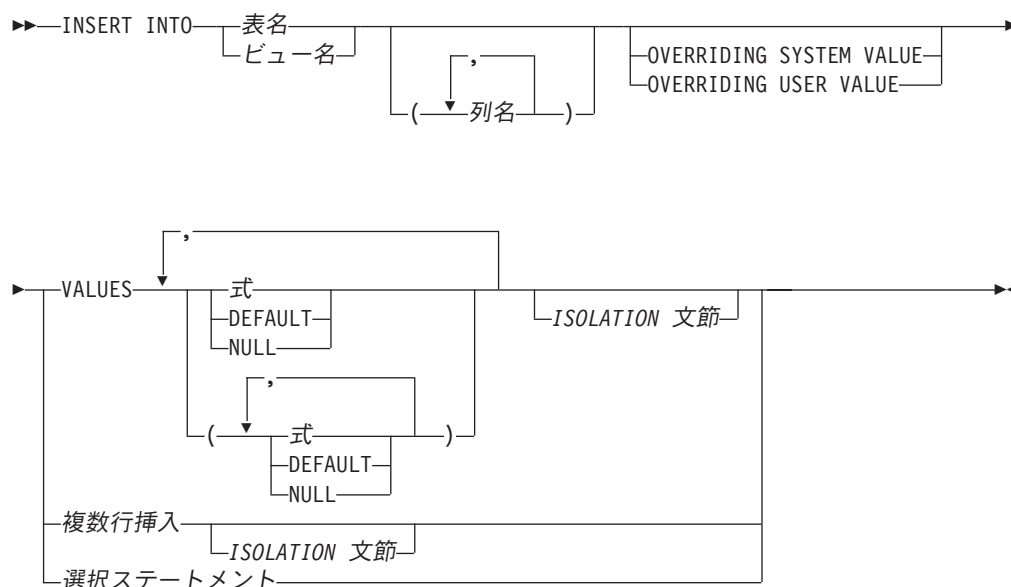 INSERT INTO 表名
ビュー名
( 列名 , )
OVERRIDING SYSTEM VALUE
OVERRIDING USER VALUE
,
VALUES 式
DEFAULT
NULL
ISOLATION 文節
,
( 式 )
DEFAULT
NULL
複数行挿入
ISOLATION 文節
選択ステートメント